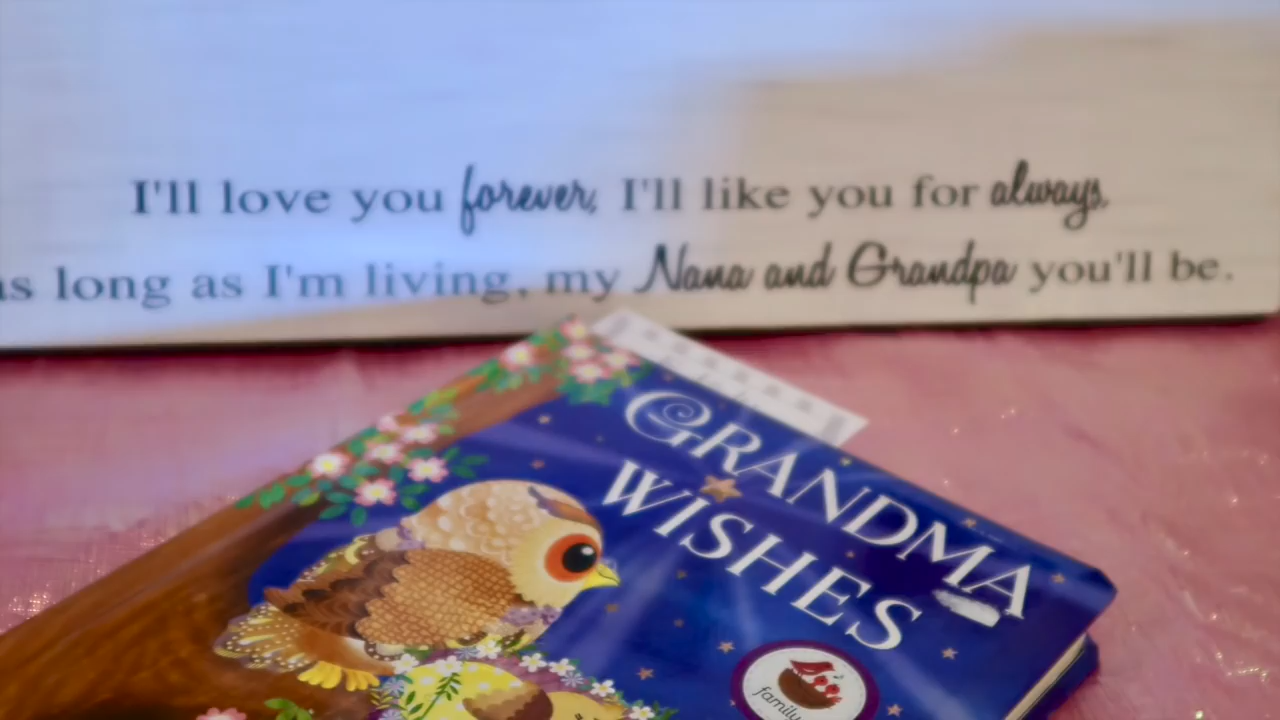 I'll love you forever, I'll like you for always,
as long as I'm living, my Nana and Grandpa you'll be.
GRANDMA
WISHES
family